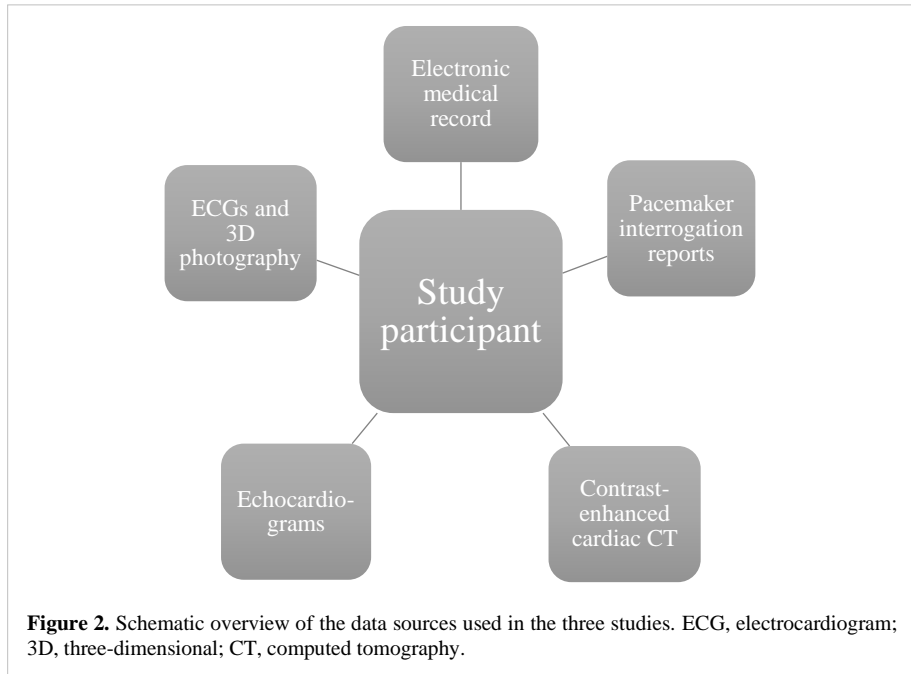 Electronic
medical
record
ECGs and
3D
photography
Pacemaker
interrogation
reports
Study
participant
Echocardio-
grams
Contrast-
enhanced
cardiac CT
Figure 2. Schematic overview of the data sources used in the three studies. ECG, electrocardiogram;
3D, three-dimensional; CT, computed tomography.